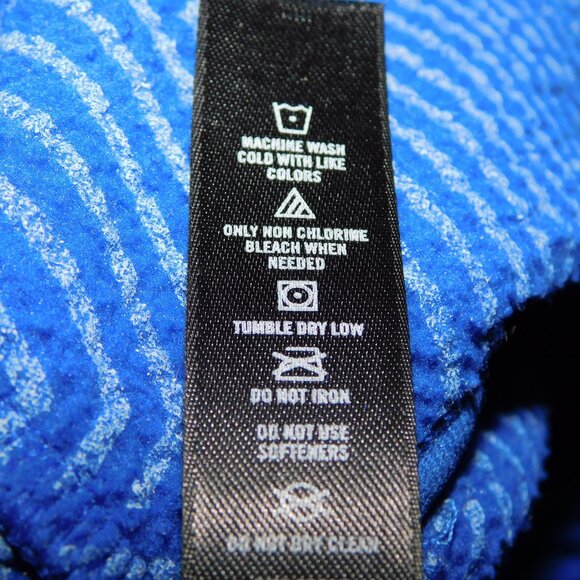 MACHINE WASH
COLD WITH LIKE
COLORS
ONLY NON CHLORINE
BLEACH WHEN
NEEDED
TUMBLE DRY LOW
DO NOT IRON
DO NOT USE
SOFTENERS
DO NOT DRY CLEAN